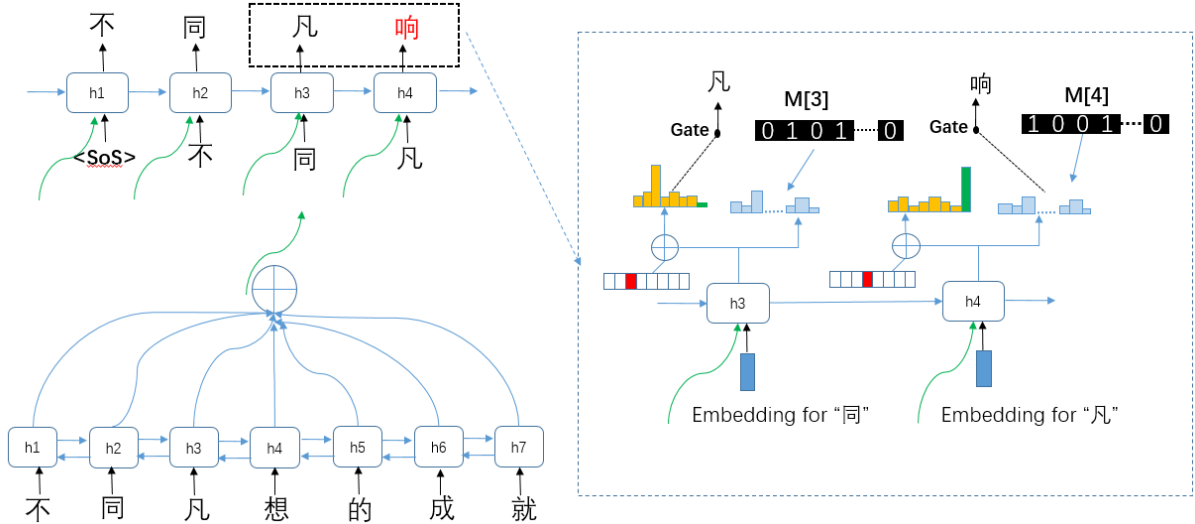 不 同 凡 响
h1 h2 h3 h4
<SoS> 不 同 凡
h1 h2 h3 h4 h5 h6 h7
不 同 凡 想 的 成 就
凡 响
M[3] M[4]
Gate 0 1 0 1 0 Gate 1 0 0 1 0
h3 h4
Embedding for “同” Embedding for “凡”